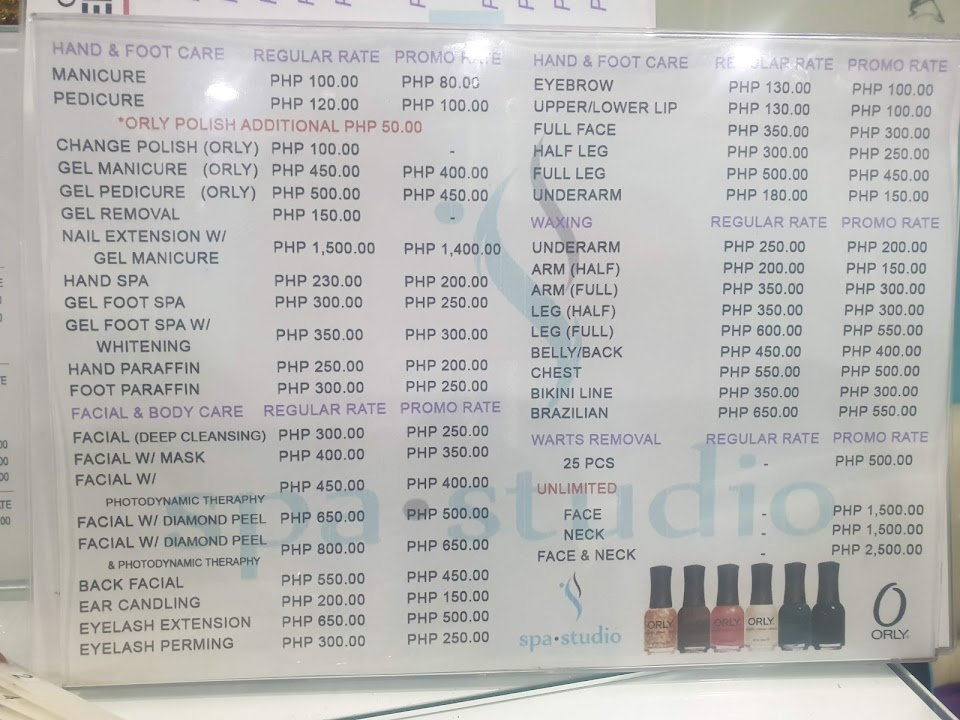 HAND & FOOT CARE REGULAR RATE PROMO RATE
MANICURE PHP 100.00 PHP 80.00
PEDICURE PHP 120.00 PHP 100.00
*ORLY POLISH ADDITIONAL PHP 50.00
CHANGE POLISH (ORLY) PHP 100.00 -
GEL MANICURE (ORLY) PHP 450.00 PHP 400.00
GEL PEDICURE (ORLY) PHP 500.00 PHP 450.00
GEL REMOVAL PHP 150.00 -
NAIL EXTENSION W/
GEL MANICURE PHP 1,500.00 PHP 1,400.00
HAND SPA PHP 230.00 PHP 200.00
GEL FOOT SPA PHP 300.00 PHP 250.00
GEL FOOT SPA W/
WHITENING PHP 350.00 PHP 300.00
HAND PARAFFIN PHP 250.00 PHP 200.00
FOOT PARAFFIN PHP 300.00 PHP 250.00
FACIAL & BODY CARE REGULAR RATE PROMO RATE
FACIAL (DEEP CLEANSING) PHP 300.00 PHP 250.00
FACIAL W/ MASK PHP 400.00 PHP 350.00
FACIAL W/
PHOTODYNAMIC THERAPHY PHP 450.00 PHP 400.00
FACIAL W/ DIAMOND PEEL PHP 650.00 PHP 500.00
FACIAL W/ DIAMOND PEEL
& PHOTODYNAMIC THERAPHY PHP 800.00 PHP 650.00
BACK FACIAL PHP 550.00 PHP 450.00
EAR CANDLING PHP 200.00 PHP 150.00
EYELASH EXTENSION PHP 650.00 PHP 500.00
EYELASH PERMING PHP 300.00 PHP 250.00
HAND & FOOT CARE REGULAR RATE PROMO RATE
EYEBROW PHP 130.00 PHP 100.00
UPPER/LOWER LIP PHP 130.00 PHP 100.00
FULL FACE PHP 350.00 PHP 300.00
HALF LEG PHP 300.00 PHP 250.00
FULL LEG PHP 500.00 PHP 450.00
UNDERARM PHP 180.00 PHP 150.00
WAXING REGULAR RATE PROMO RATE
UNDERARM PHP 250.00 PHP 200.00
ARM (HALF) PHP 200.00 PHP 150.00
ARM (FULL) PHP 350.00 PHP 300.00
LEG (HALF) PHP 350.00 PHP 300.00
LEG (FULL) PHP 600.00 PHP 550.00
BELLY/BACK PHP 450.00 PHP 400.00
CHEST PHP 550.00 PHP 500.00
BIKINI LINE PHP 350.00 PHP 300.00
BRAZILIAN PHP 650.00 PHP 550.00
WARTS REMOVAL REGULAR RATE PROMO RATE
25 PCS - PHP 500.00
UNLIMITED
FACE - PHP 1,500.00
NECK - PHP 1,500.00
FACE & NECK - PHP 2,500.00
spa•studio
spa•studio
ORLY
ORLY
ORLY
ORLY
ORLY